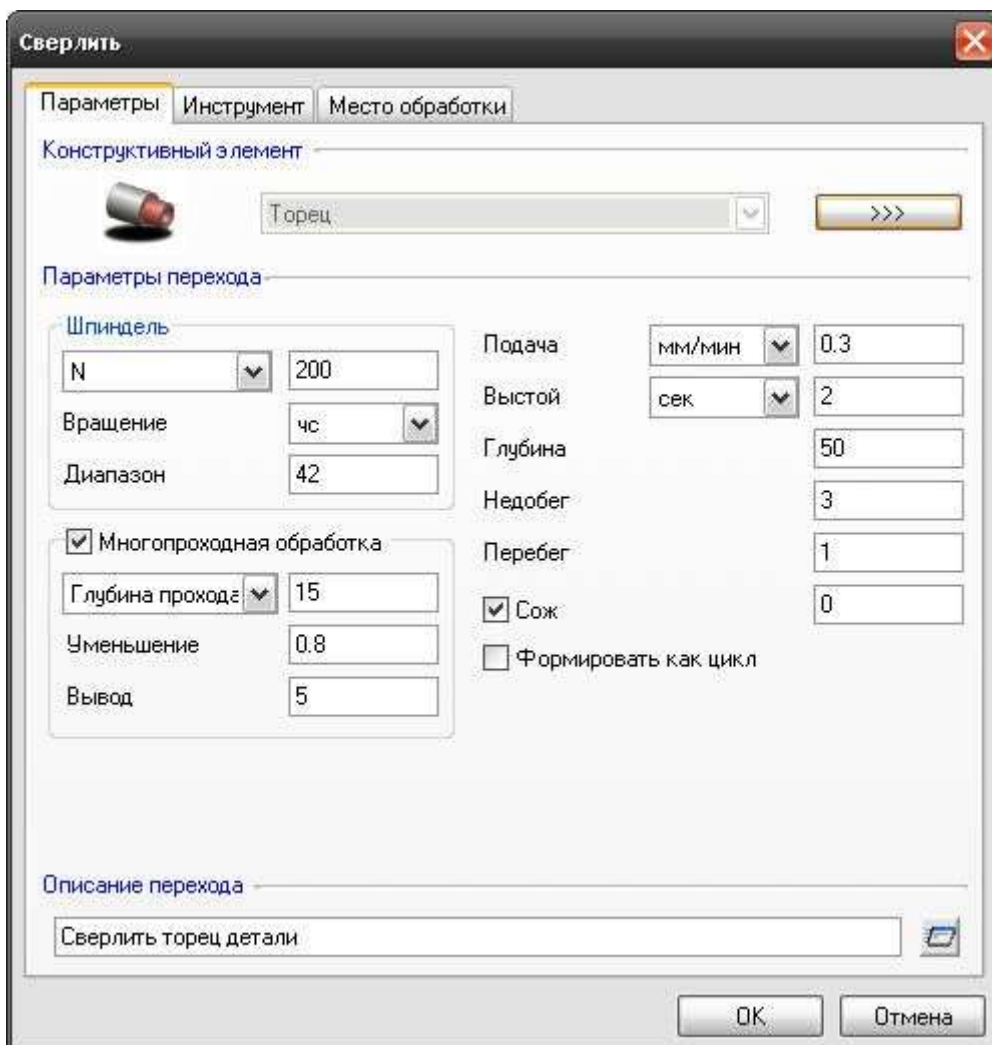 Сверлить
Параметры Инструмент Место обработки
Конструктивный элемент
Торец >>>
Параметры перехода
Шпиндель
N 200
Вращение чс
Диапазон 42
Многопроходная обработка
Глубина прохода 15
Уменьшение 0.8
Вывод 5
Подача мм/мин 0.3
Выстой сек 2
Глубина 50
Недобег 3
Перебег 1
Сож 0
Формировать как цикл
Описание перехода
Сверлить торец детали
OK Отмена